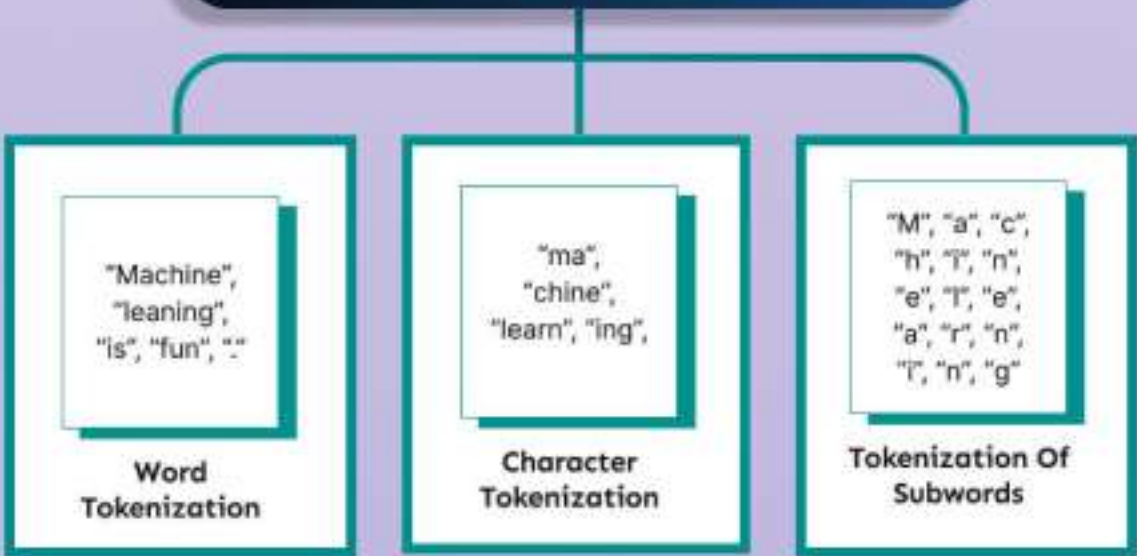 “Machine”,
“leaning”,
“is”, “fun”, “.”
Word
Tokenization
“ma”,
“chine”,
“learn”, “ing”,
Character
Tokenization
“M”, “a”, “c”,
“h”, “i”, “n”,
“e”, “l”, “e”,
“a”, “r”, “n”,
“i”, “n”, “g”
Tokenization Of
Subwords